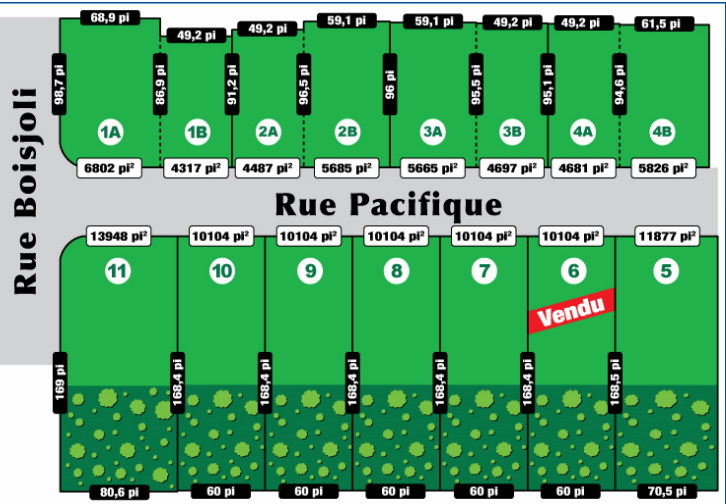 68,9 pi
49,2 pi
49,2 pi
59,1 pi
59,1 pi
49,2 pi
49,2 pi
61,5 pi
98,7 pi
86,9 pi
91,2 pi
96,5 pi
96 pi
95,5 pi
95,1 pi
94,6 pi
1A
1B
2A
2B
3A
3B
4A
4B
6802 pi²
4317 pi²
4487 pi²
5685 pi²
5665 pi²
4697 pi²
4681 pi²
5826 pi²
Rue Boisjoli
Rue Pacifique
13948 pi²
10104 pi²
10104 pi²
10104 pi²
10104 pi²
10104 pi²
11877 pi²
11
10
9
8
7
6
5
Vendu
169 pi
168,4 pi
168,4 pi
168,4 pi
168,4 pi
168,4 pi
168,5 pi
80,6 pi
60 pi
60 pi
60 pi
60 pi
60 pi
70,5 pi